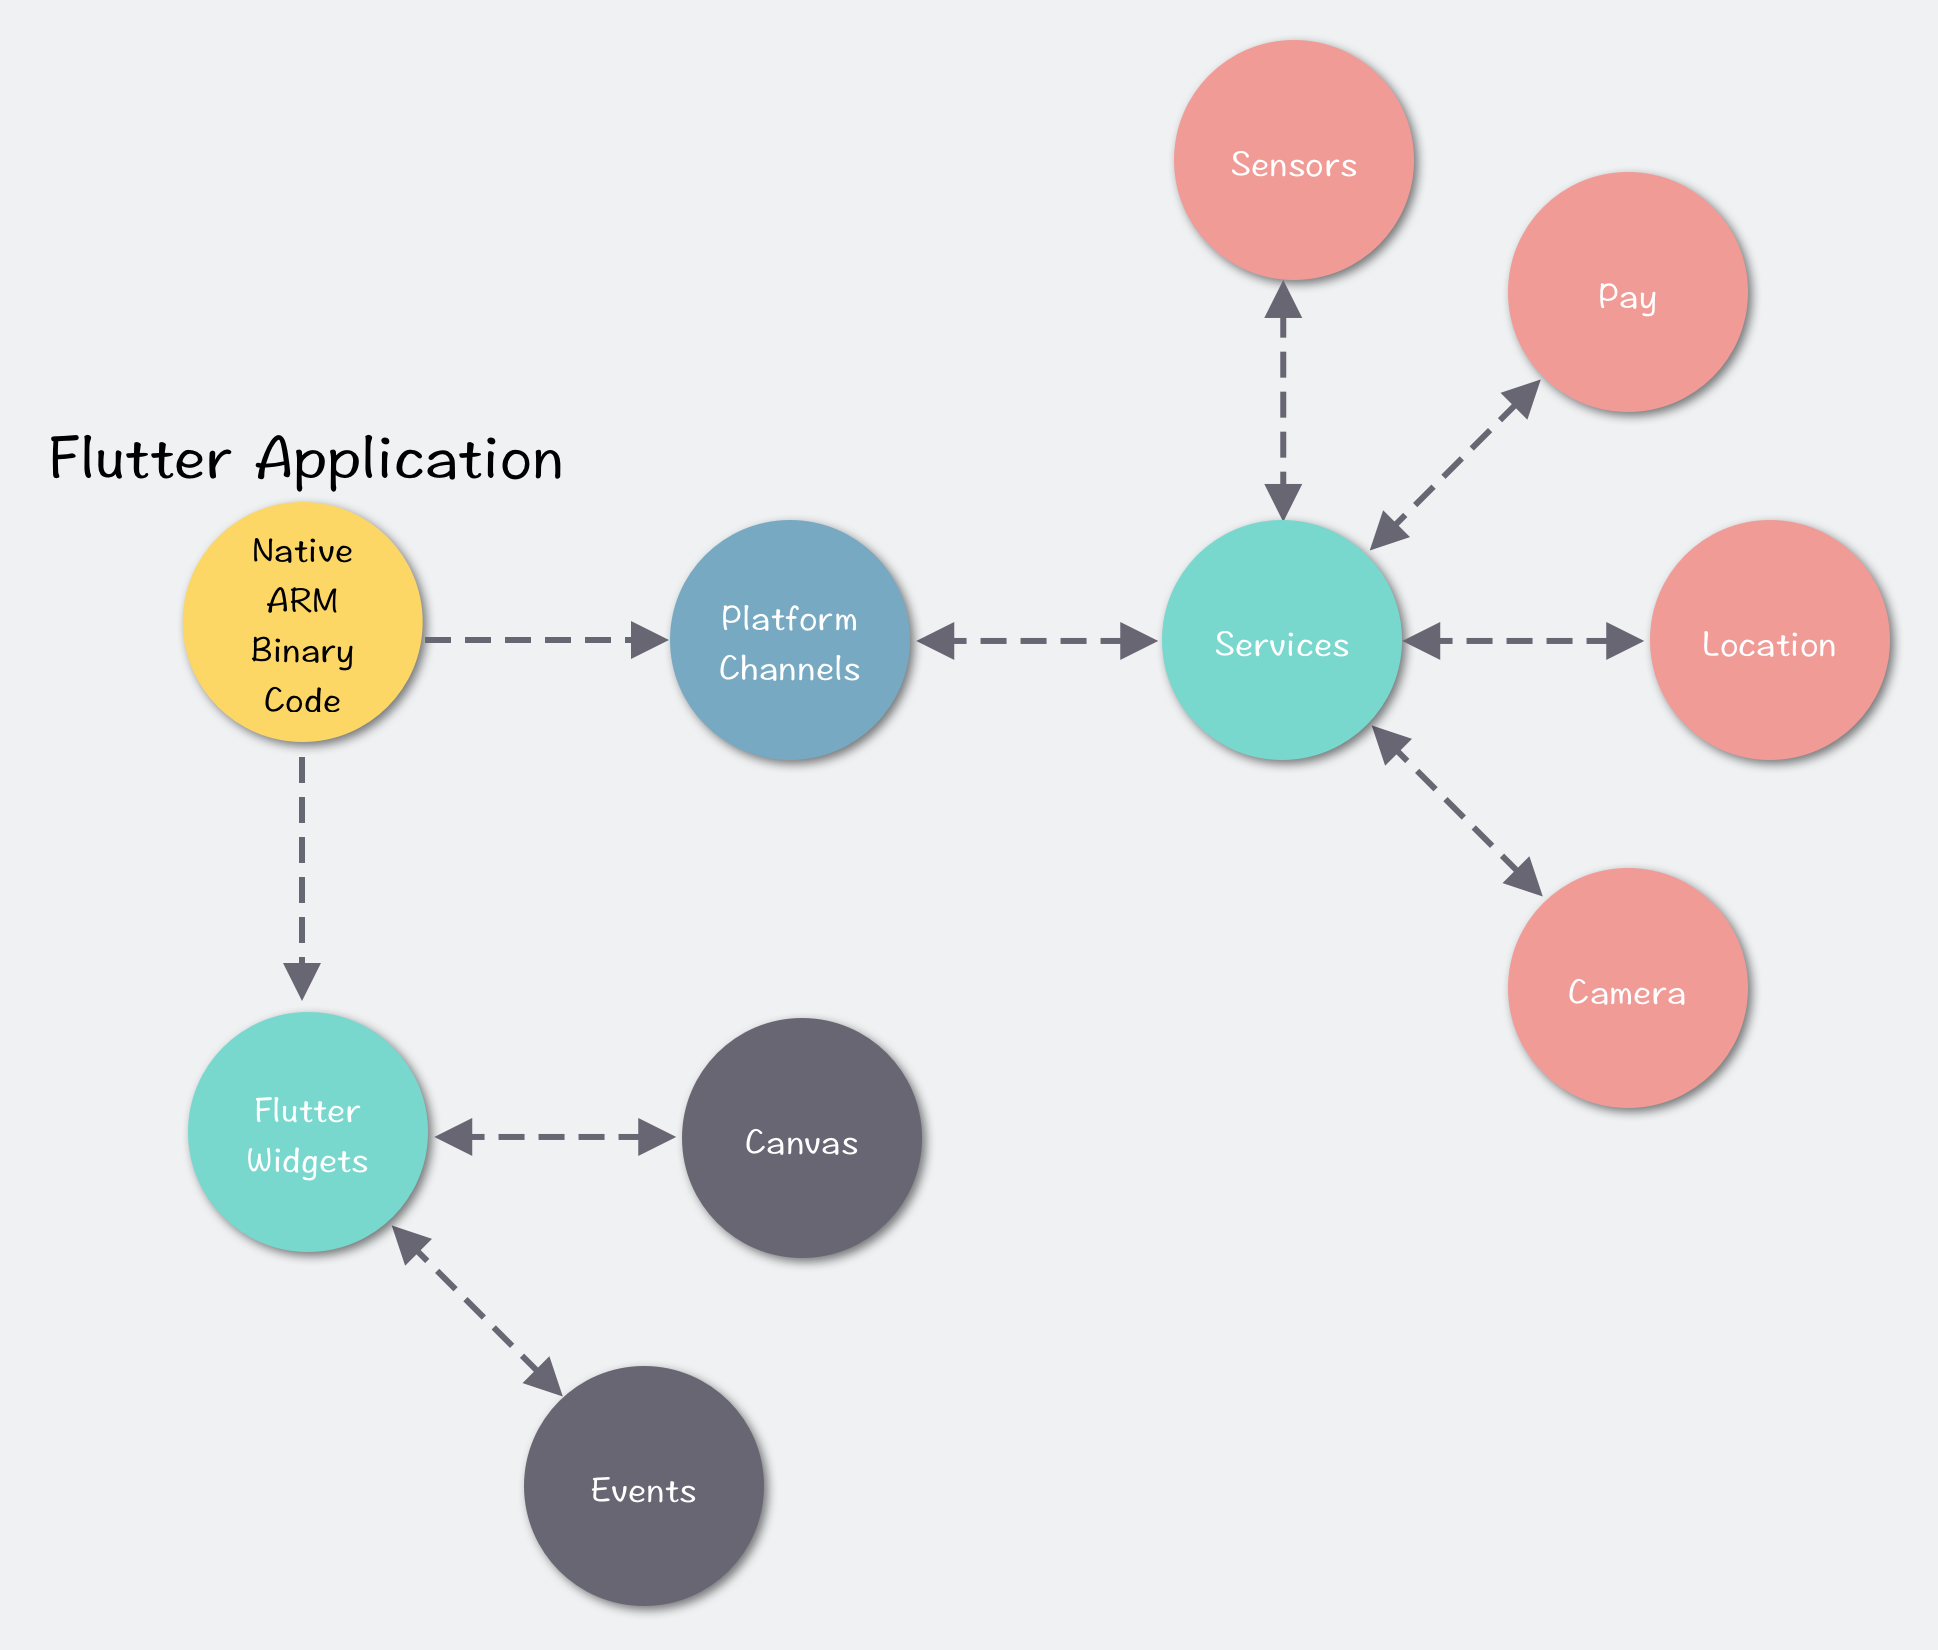 Sensors
Pay
Flutter Application
Native
ARM
Binary
Code
Platform
Channels
Services
Location
Camera
Flutter
Widgets
Canvas
Events